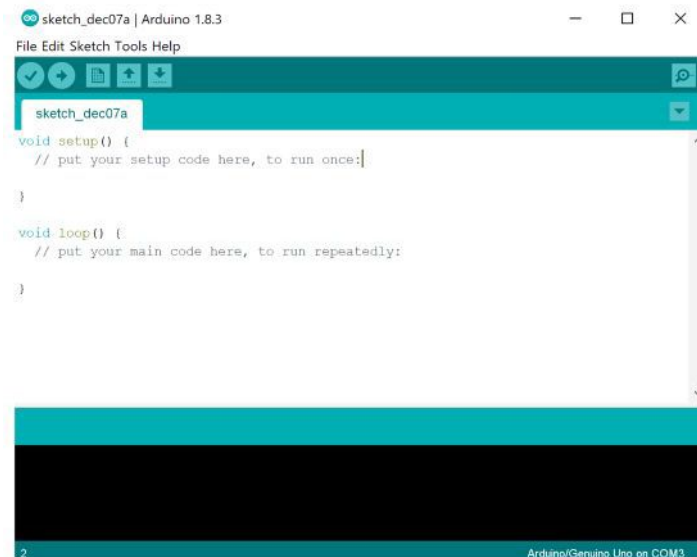 sketch_dec07a | Arduino 1.8.3
File Edit Sketch Tools Help
sketch_dec07a
void setup() {
  // put your setup code here, to run once:
}
void loop() {
  // put your main code here, to run repeatedly:
}
2
Arduino/Genuino Uno on COM3